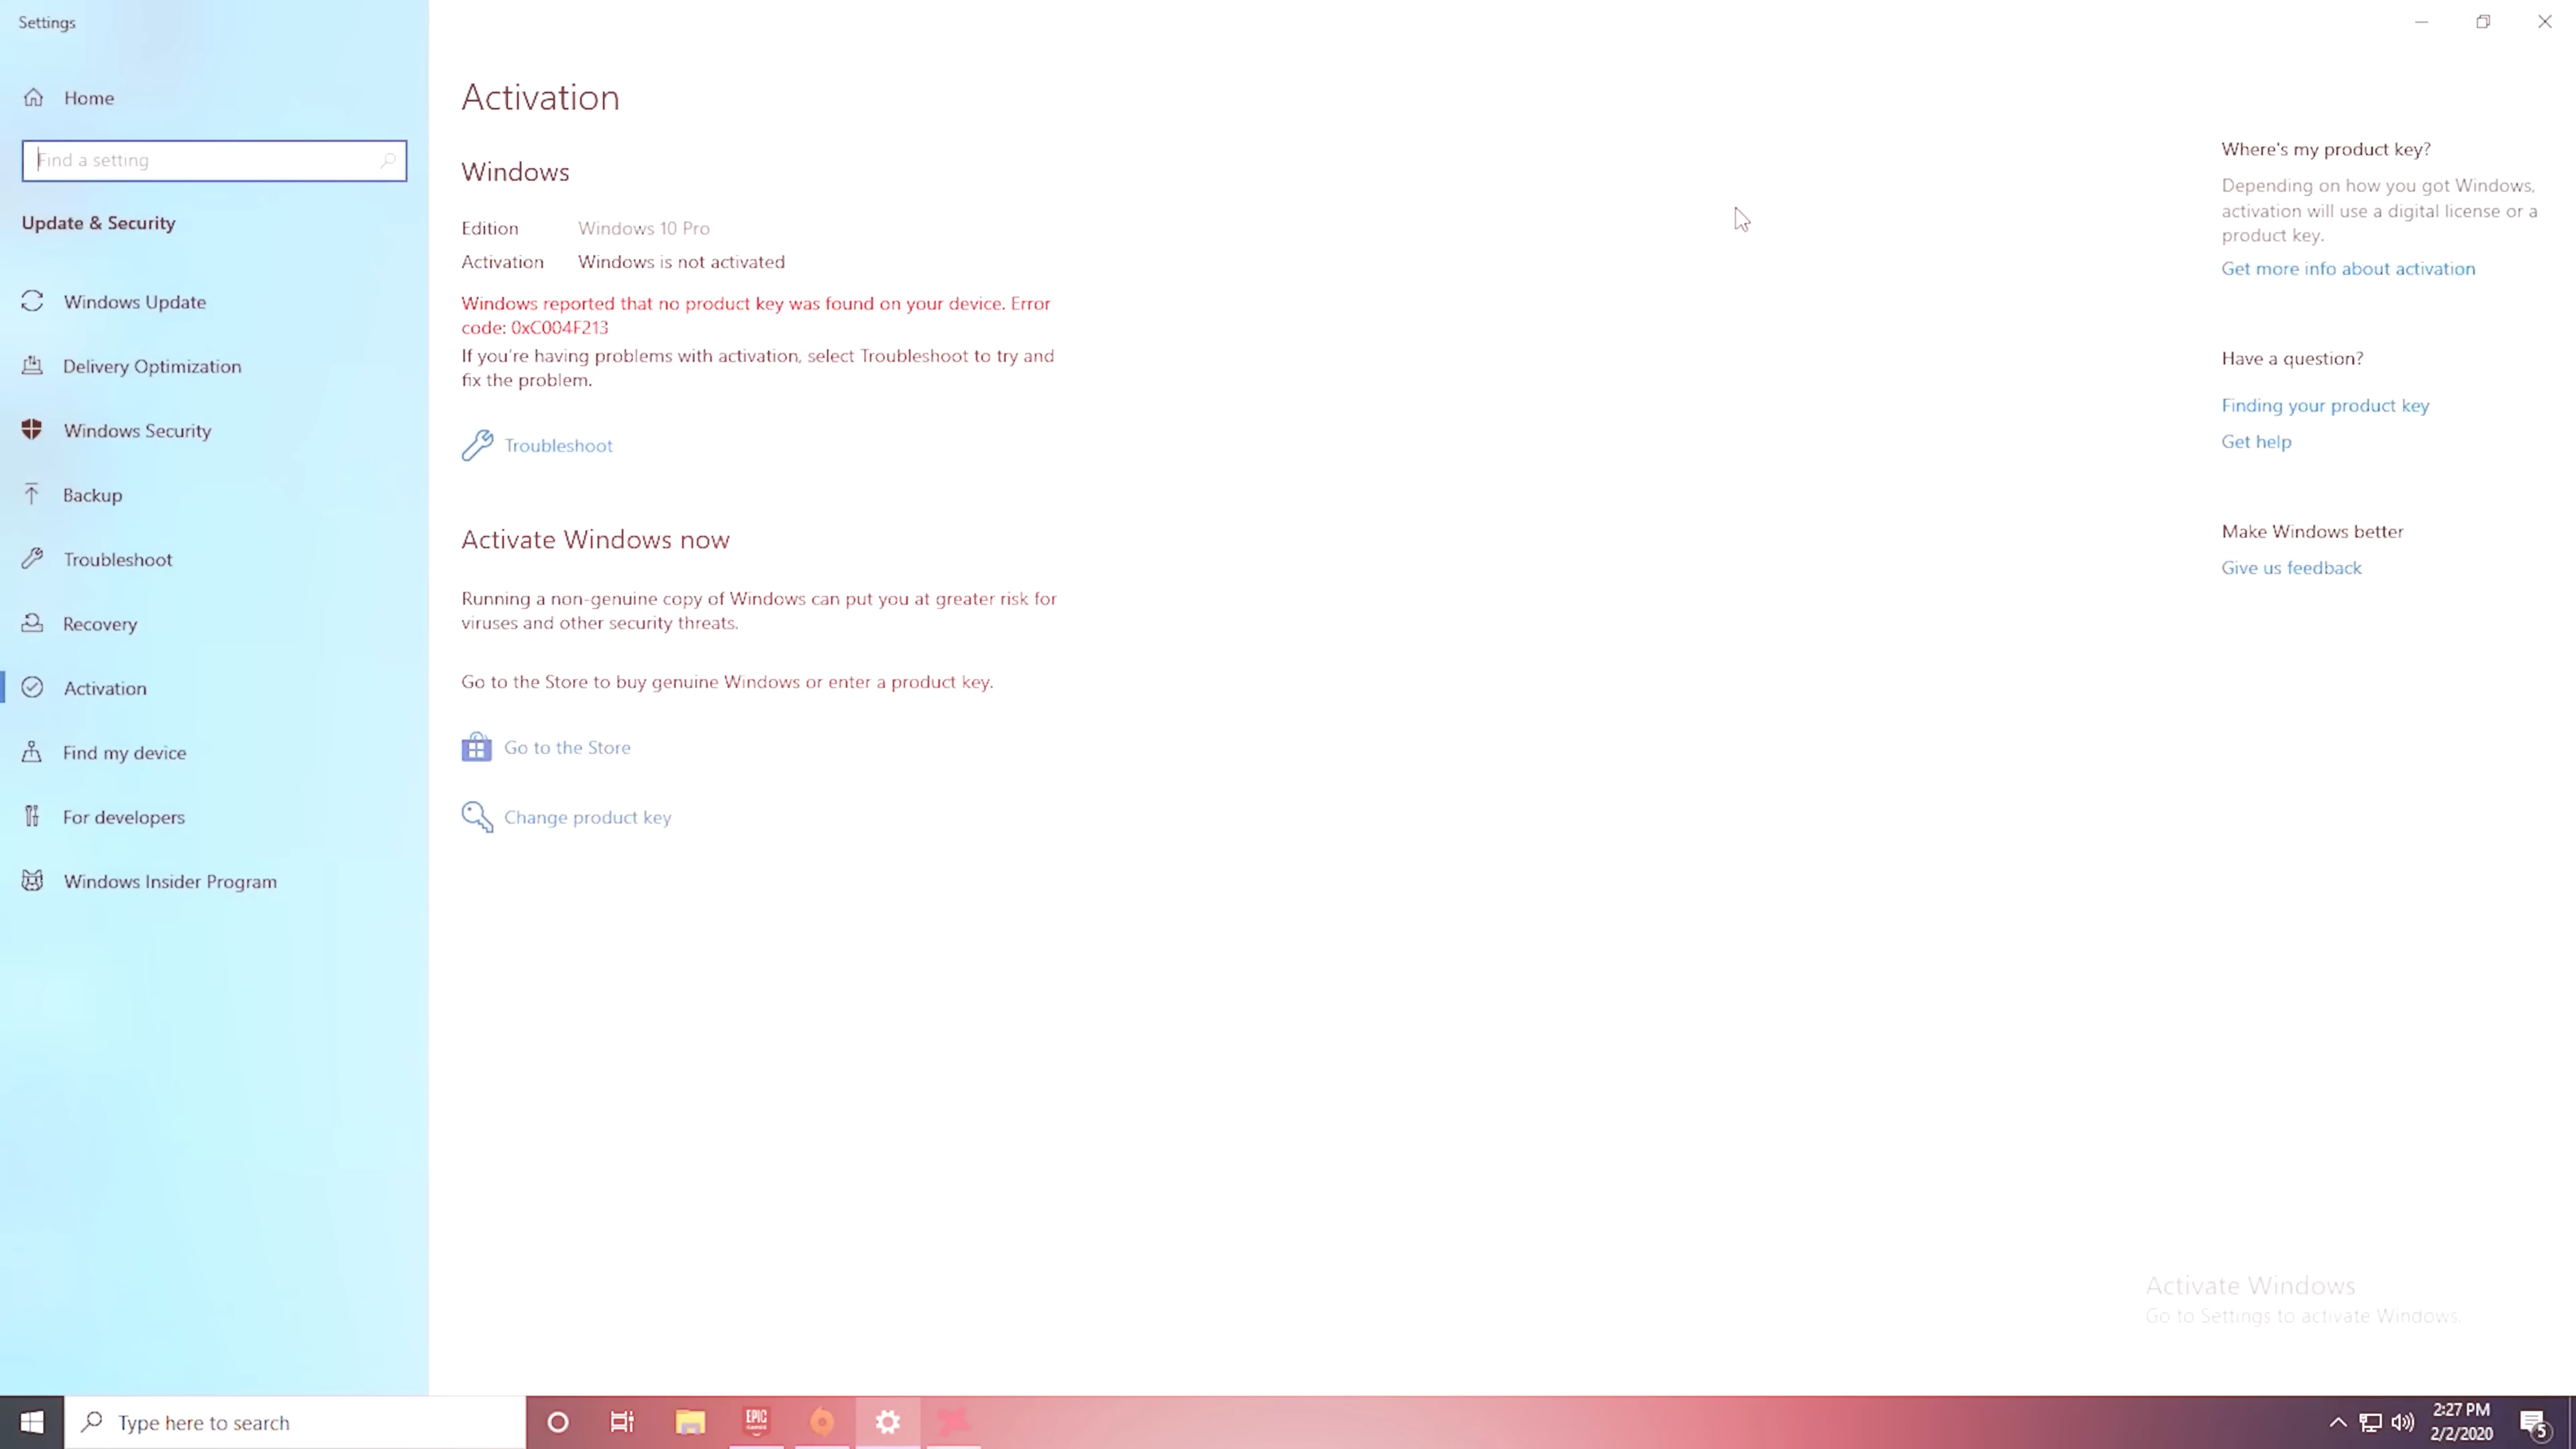 Settings
Home
Find a setting
Update & Security
Windows Update
Delivery Optimization
Windows Security
Backup
Troubleshoot
Recovery
Activation
Find my device
For developers
Windows Insider Program
Activation
Windows
Edition Windows 10 Pro
Activation Windows is not activated
Windows reported that no product key was found on your device. Error
code: 0xC004F213
If you're having problems with activation, select Troubleshoot to try and
fix the problem.
Troubleshoot
Activate Windows now
Running a non-genuine copy of Windows can put you at greater risk for
viruses and other security threats.
Go to the Store to buy genuine Windows or enter a product key.
Go to the Store
Change product key
Where's my product key?
Depending on how you got Windows,
activation will use a digital license or a
product key.
Get more info about activation
Have a question?
Finding your product key
Get help
Make Windows better
Give us feedback
Activate Windows
Go to Settings to activate Windows.
Type here to search
EPIC
GAMES
2:27 PM
2/2/2020
5